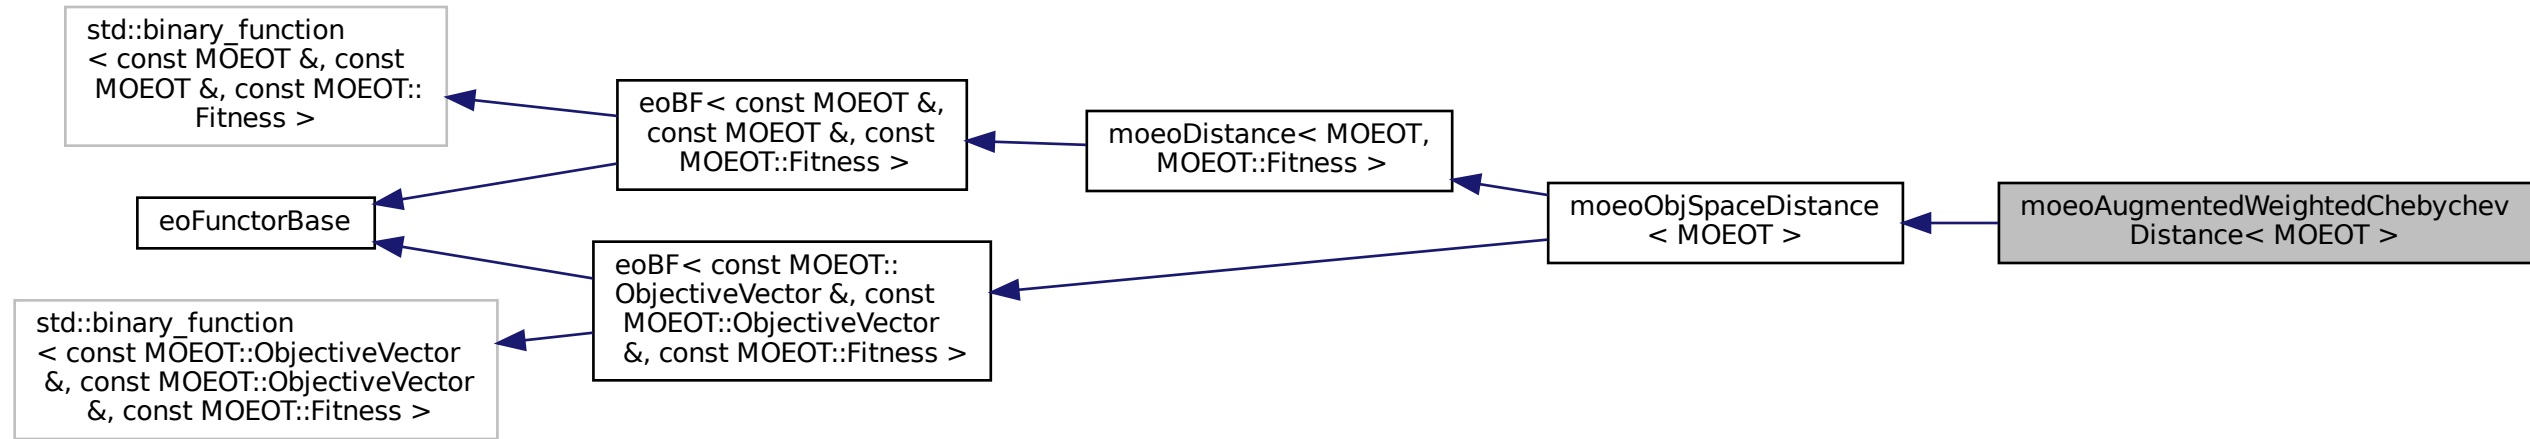 std::binary_function
< const MOEOT &, const
MOEOT &, const MOEOT::
Fitness >
eoFunctorBase
std::binary_function
< const MOEOT::ObjectiveVector
&, const MOEOT::ObjectiveVector
&, const MOEOT::Fitness >
eoBF< const MOEOT &,
const MOEOT &, const
MOEOT::Fitness >
eoBF< const MOEOT::
ObjectiveVector &, const
MOEOT::ObjectiveVector
&, const MOEOT::Fitness >
moeoDistance< MOEOT,
MOEOT::Fitness >
moeoObjSpaceDistance
< MOEOT >
moeoAugmentedWeightedChebychev
Distance< MOEOT >